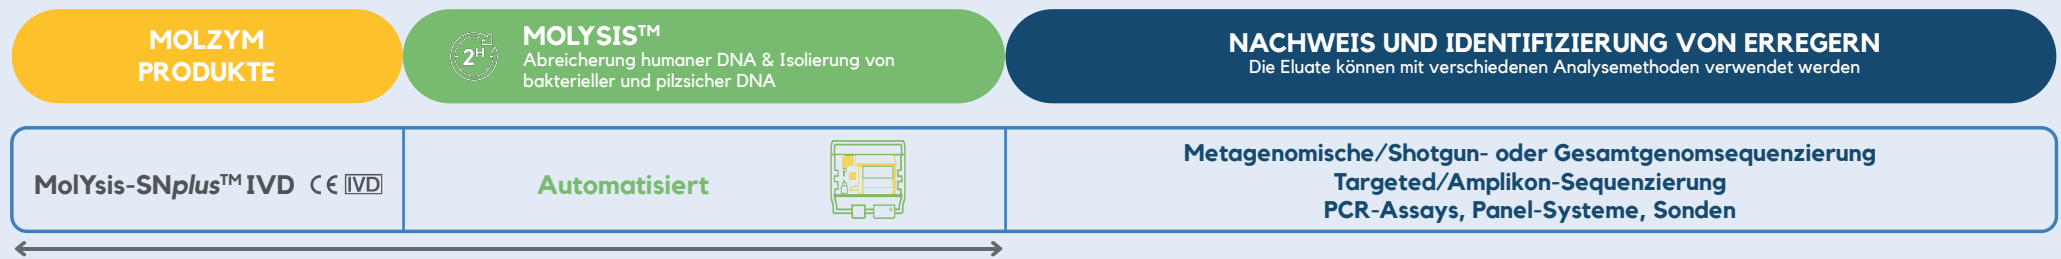 MOLZYM
PRODUKTE
2H
MOLYSIS™
Abreicherung humaner DNA & Isolierung von
bakterieller und pilzsicher DNA
NACHWEIS UND IDENTIFIZIERUNG VON ERREGERN
Die Eluate können mit verschiedenen Analysemethoden verwendet werden
MolYsis-SNplus™ IVD CE IVD
Automatisiert
Metagenomische/Shotgun- oder Gesamtgenomsequenzierung
Targeted/Amplikon-Sequenzierung
PCR-Assays, Panel-Systeme, Sonden